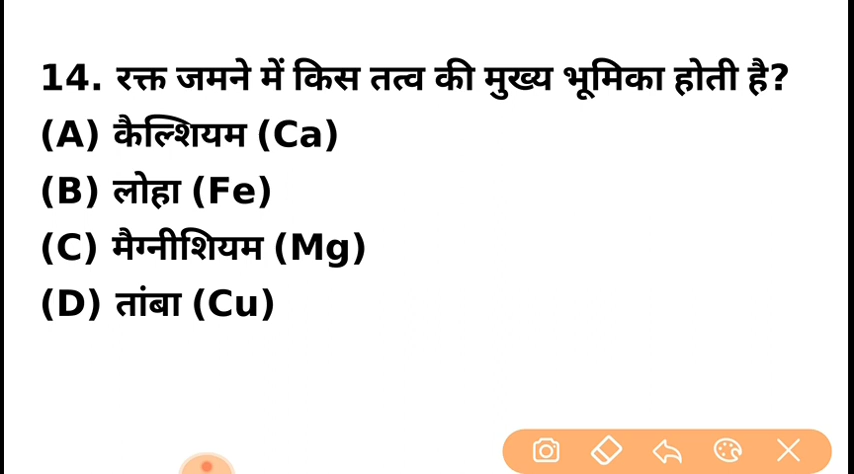 14. रक्त जमने में किस तत्व की मुख्य भूमिका होती है?
(A) कैल्शियम (Ca)
(B) लोहा (Fe)
(C) मैग्नीशियम (Mg)
(D) तांबा (Cu)